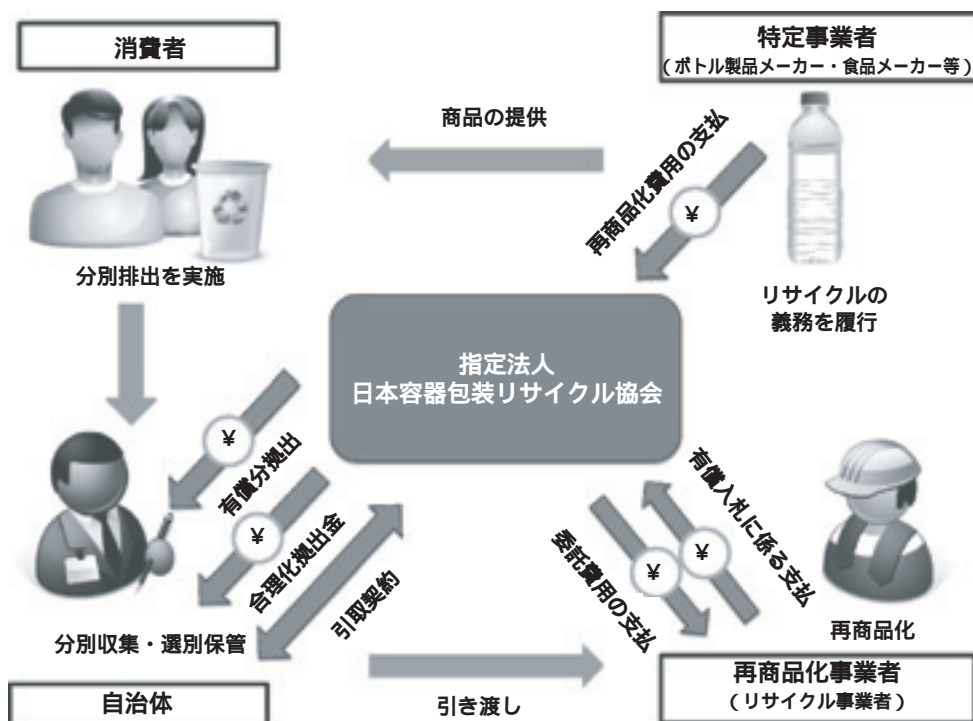 消費者
特定事業者
（ボトル製品メーカー・食品メーカー等）
商品の提供
再商品化費用の支払
¥
分別排出を実施
リサイクルの
義務を履行
指定法人
日本容器包装リサイクル協会
¥
有償分拠出
¥
合理化拠出金
引取契約
¥
委託費用の支払
¥
有償入札に係る支払
分別収集・選別保管
再商品化
自治体
引き渡し
再商品化事業者
（リサイクル事業者）